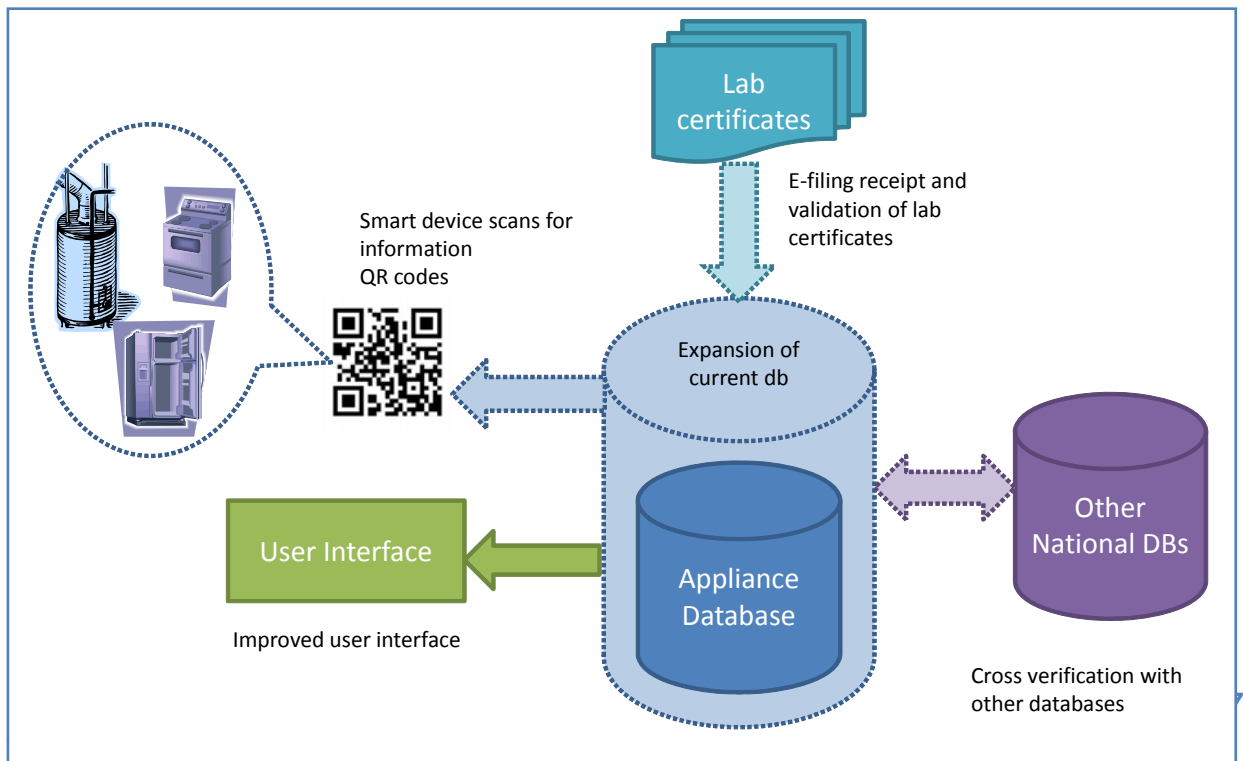 Lab
certificates
E-filing receipt and
validation of lab
certificates
Smart device scans for
information
QR codes
Expansion of
current db
Other
National DBs
User Interface
Appliance
Database
Improved user interface
Cross verification with
other databases